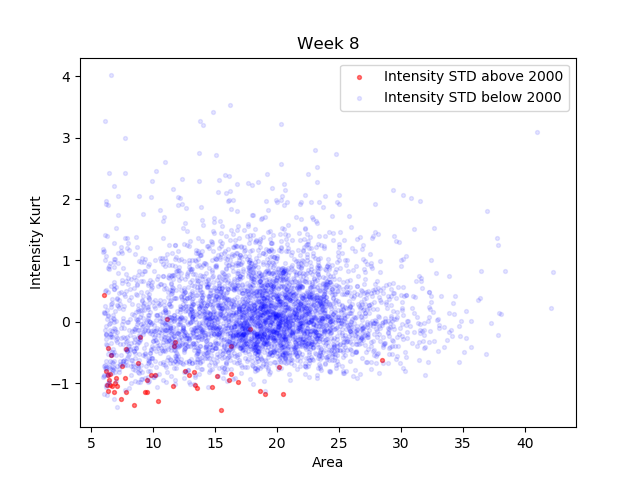 Week 8
Intensity STD above 2000
Intensity STD below 2000
Intensity Kurt
4
3
2
1
0
−1
5 10 15 20 25 30 35 40
Area